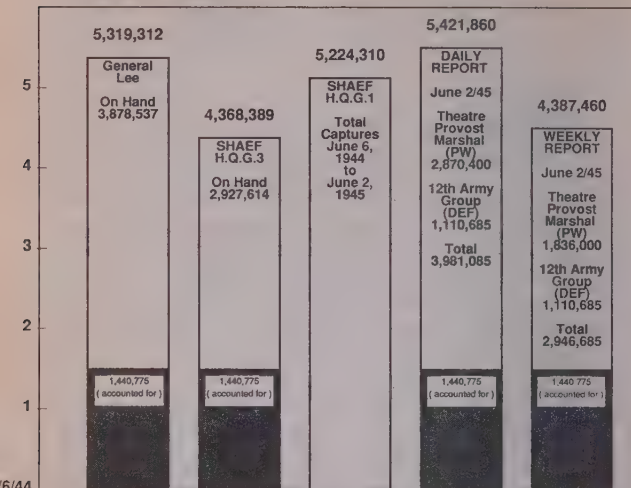 5,319,312
General
Lee
On Hand
3,878,537
1,440,775
( accounted for )
4,368,389
SHAEF
H.Q.G.3
On Hand
2,927,614
1,440,775
( accounted for )
5,224,310
SHAEF
H.Q.G.1
Total
Captures
June 6,
1944
to
June 2,
1945
5,421,860
DAILY
REPORT
June 2/45
Theatre
Provost
Marshal
(PW)
2,870,400
12th Army
Group
(DEF)
1,110,685
Total
3,981,085
1,440,775
( accounted for )
4,387,460
WEEKLY
REPORT
June 2/45
Theatre
Provost
Marshal
(PW)
1,836,000
12th Army
Group
(DEF)
1,110,685
Total
2,946,685
1,440 775
( accounted for )
5
4
3
2
1
/6/44